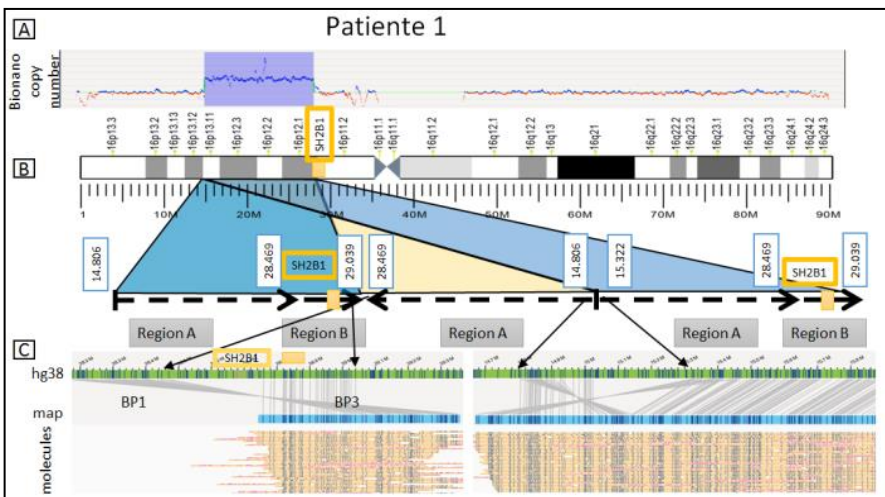 Patiente 1
A
Bionano
copy
number
16p13.3
16p13.2
16p13.13
16p13.12
16p13.11
16p12.3
16p12.2
16p12.1
SH2B1
16p11.2
16p11.1
16q11.1
16q11.2
16q12.1
16q12.2
16q13
16q21
16q22.1
16q22.2
16q22.3
16q23.1
16q23.2
16q23.3
16q24.1
16q24.2
16q24.3
B
1 10M 20M 30M 40M 50M 60M 70M 80M 90M
14.806
28.469
SH2B1
29.039
28.469
14.806
15.322
28.469
SH2B1
29.039
Region A Region B Region A Region A Region B
C
SH2B1
hg38
BP1 BP3
map
molecules